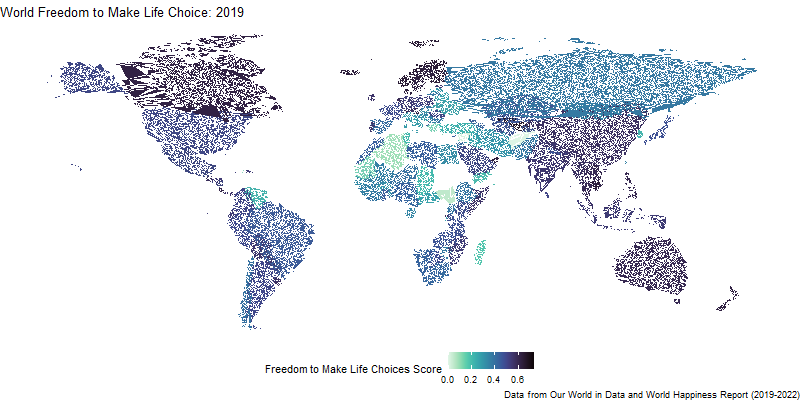 World Freedom to Make Life Choice: 2019
Freedom to Make Life Choices Score
0.0 0.2 0.4 0.6
Data from Our World in Data and World Happiness Report (2019-2022)